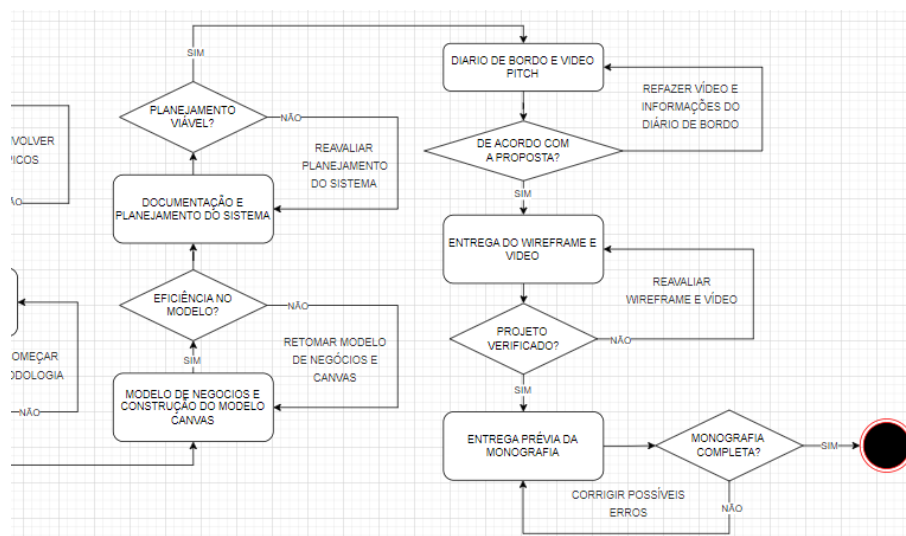 SIM
PLANEJAMENTO
VIÁVEL?
NÃO
REAVALIAR
PLANEJAMENTO
DO SISTEMA
DOCUMENTAÇÃO E
PLANEJAMENTO DO SISTEMA
EFICIÊNCIA NO
MODELO?
NÃO
RETOMAR MODELO
DE NEGÓCIOS E
CANVAS
SIM
MODELO DE NEGOCIOS E
CONSTRUÇÃO DO MODELO
CANVAS
VOLVER
PICOS
ÃO
OMEÇAR
ODOLOGIA
NÃO
DIARIO DE BORDO E VIDEO
PITCH
REFAZER VÍDEO E
INFORMAÇÕES DO
DIÁRIO DE BORDO
DE ACORDO COM
A PROPOSTA?
NÃO
SIM
ENTREGA DO WIREFRAME E
VIDEO
REAVALIAR
WIREFRAME E VÍDEO
PROJETO
VERIFICADO?
NÃO
SIM
ENTREGA PRÉVIA DA
MONOGRAFIA
MONOGRAFIA
COMPLETA?
SIM
CORRIGIR POSSÍVEIS
ERROS
NÃO